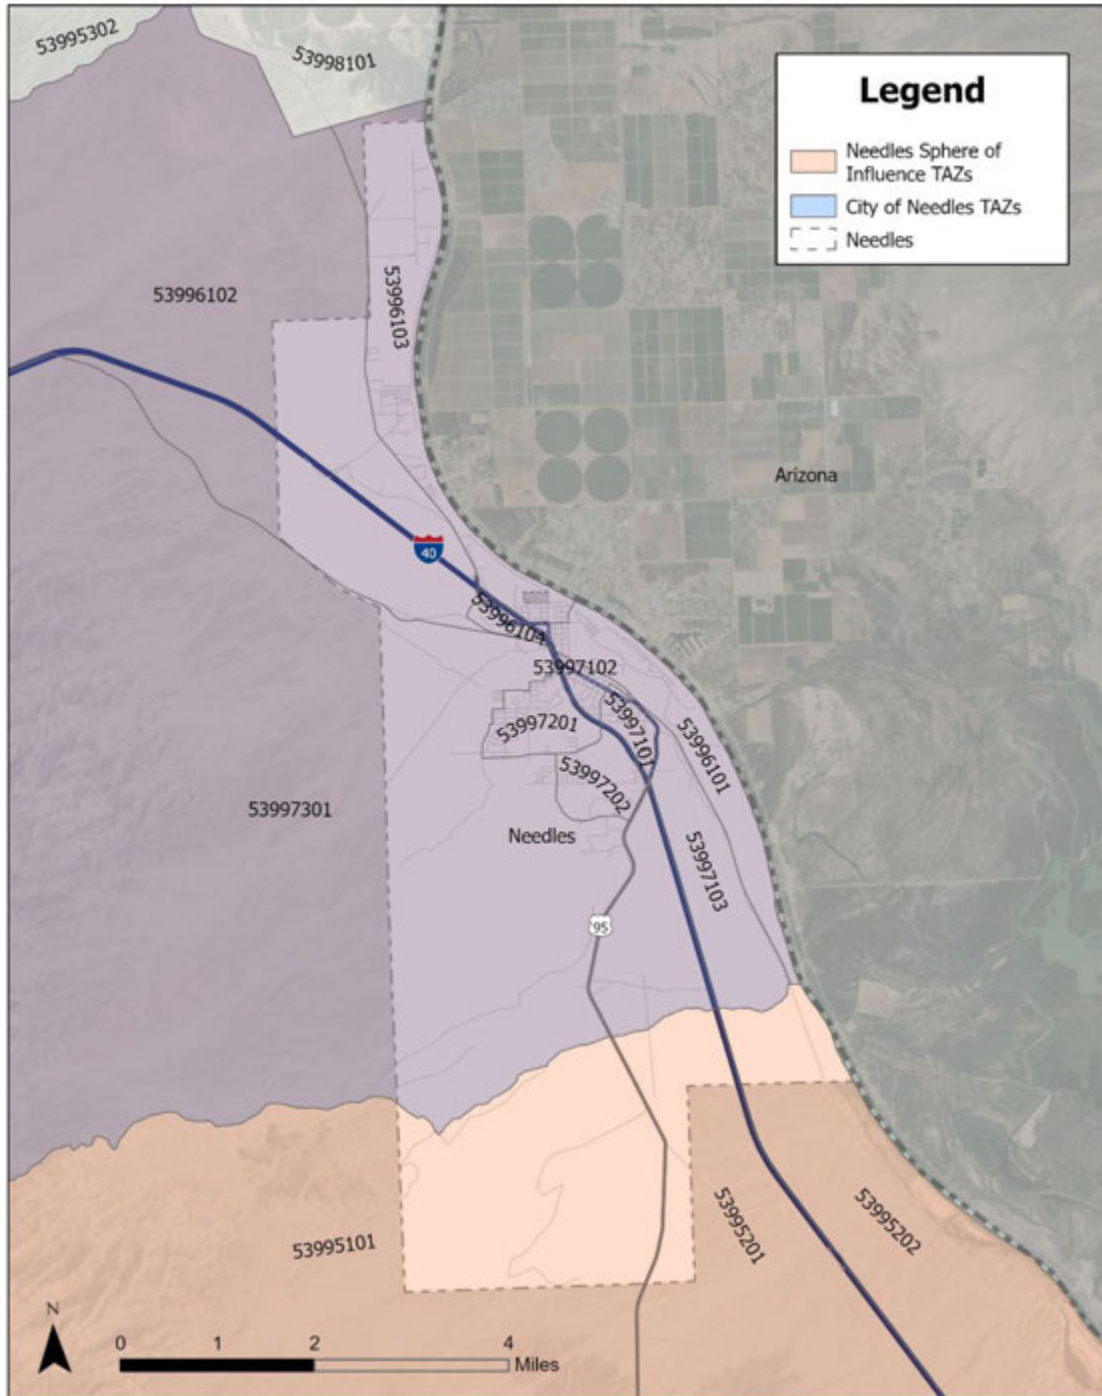 53995302
53998101
Legend
Needles Sphere of
Influence TAZs
City of Needles TAZs
Needles
53996102
53996103
Arizona
40
53996104
53997102
53997201
53997101
53996101
53997202
53997301
Needles
53997103
95
53995101
53995201
53995202
N
0 1 2 4
Miles